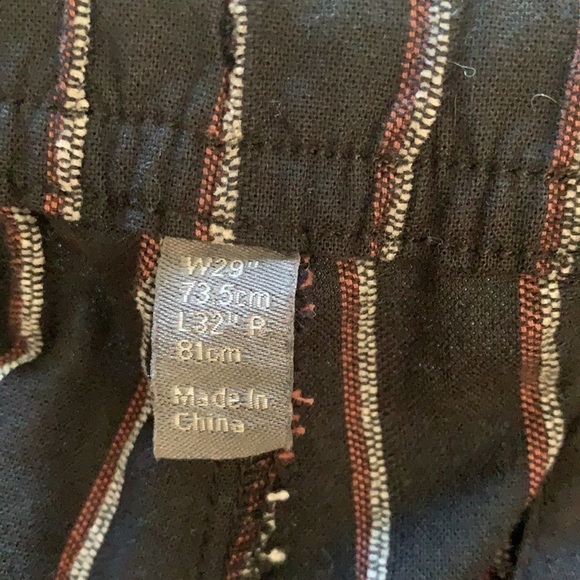 W29"
73.5cm
L32" P
81cm
Made In
China